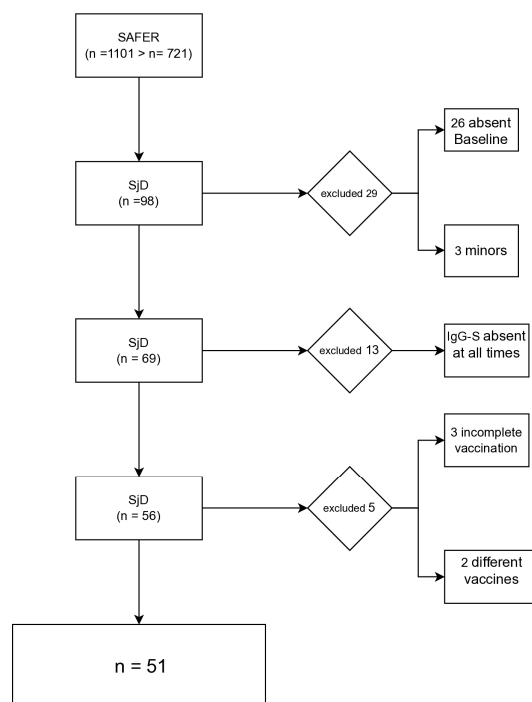 SAFER
(n =1101 > n= 721)
26 absent
Baseline
SjD
(n =98)
excluded 29
3 minors
SjD
(n = 69)
excluded 13
IgG-S absent
at all times
3 incomplete
vaccination
SjD
(n = 56)
excluded 5
2 different
vaccines
n = 51